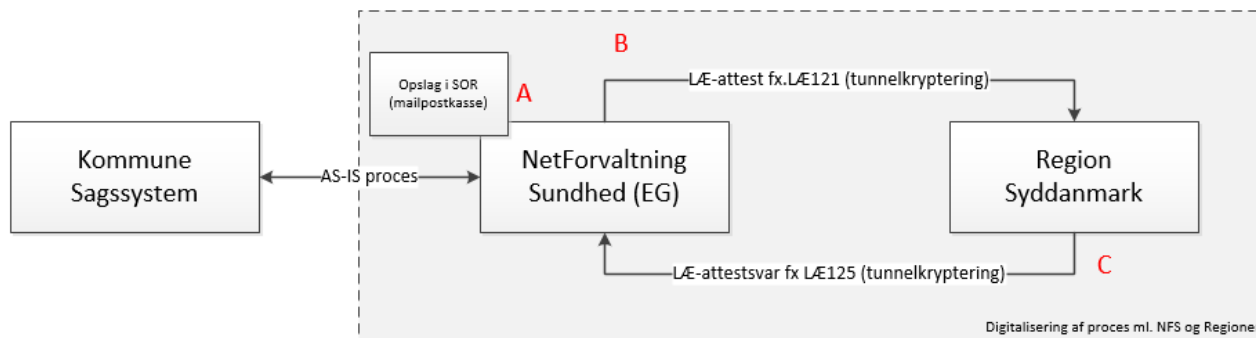 B
Opslag i SOR
(mailpostkasse)
A
LÆ-attest fx.LÆ121 (tunnelkryptering)
Kommune
Sagssystem
AS-IS proces
NetForvaltning
Sundhed (EG)
Region
Syddanmark
LÆ-attestsvar fx LÆ125 (tunnelkryptering)
C
Digitalisering af proces ml. NFS og Regione